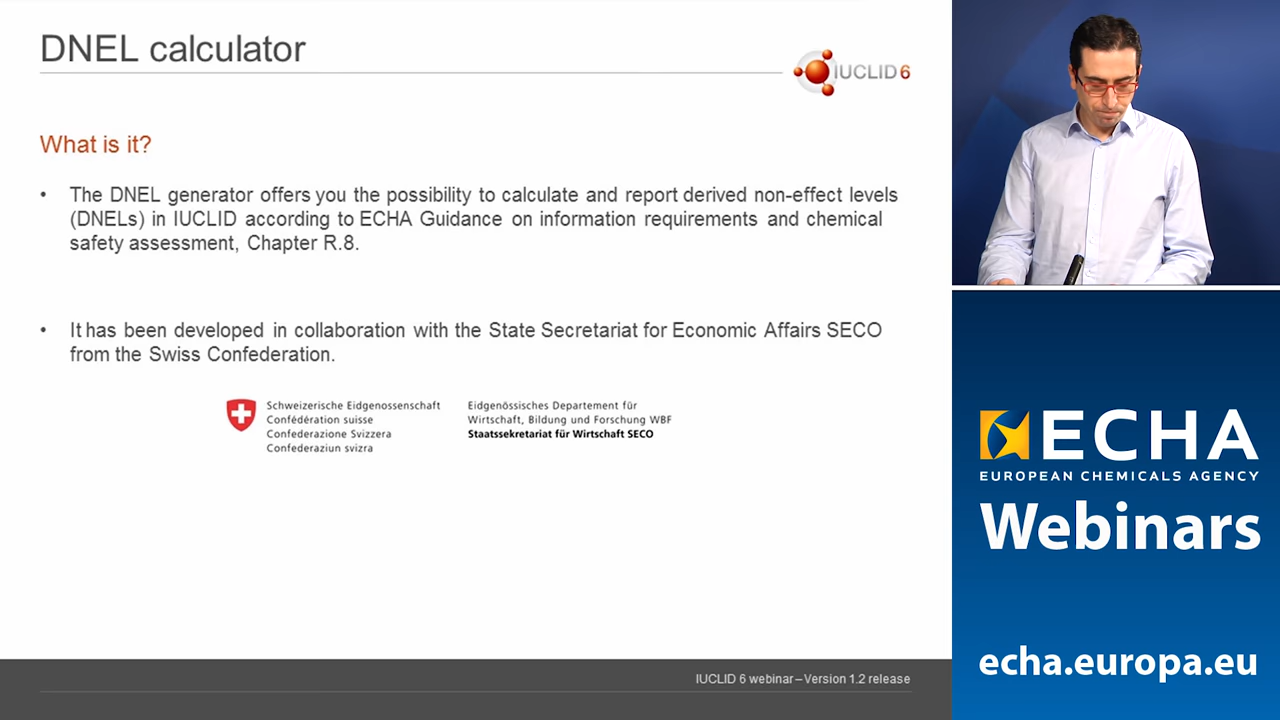 DNEL calculator
IUCLID 6
What is it?
• The DNEL generator offers you the possibility to calculate and report derived non-effect levels
(DNELs) in IUCLID according to ECHA Guidance on information requirements and chemical
safety assessment, Chapter R.8.
• It has been developed in collaboration with the State Secretariat for Economic Affairs SECO
from the Swiss Confederation.
Schweizerische Eidgenossenschaft
Confédération suisse
Confederazione Svizzera
Confederaziun svizra
Eidgenössisches Departement für
Wirtschaft, Bildung und Forschung WBF
Staatssekretariat für Wirtschaft SECO
IUCLID 6 webinar – Version 1.2 release
ECHA
EUROPEAN CHEMICALS AGENCY
Webinars
echa.europa.eu